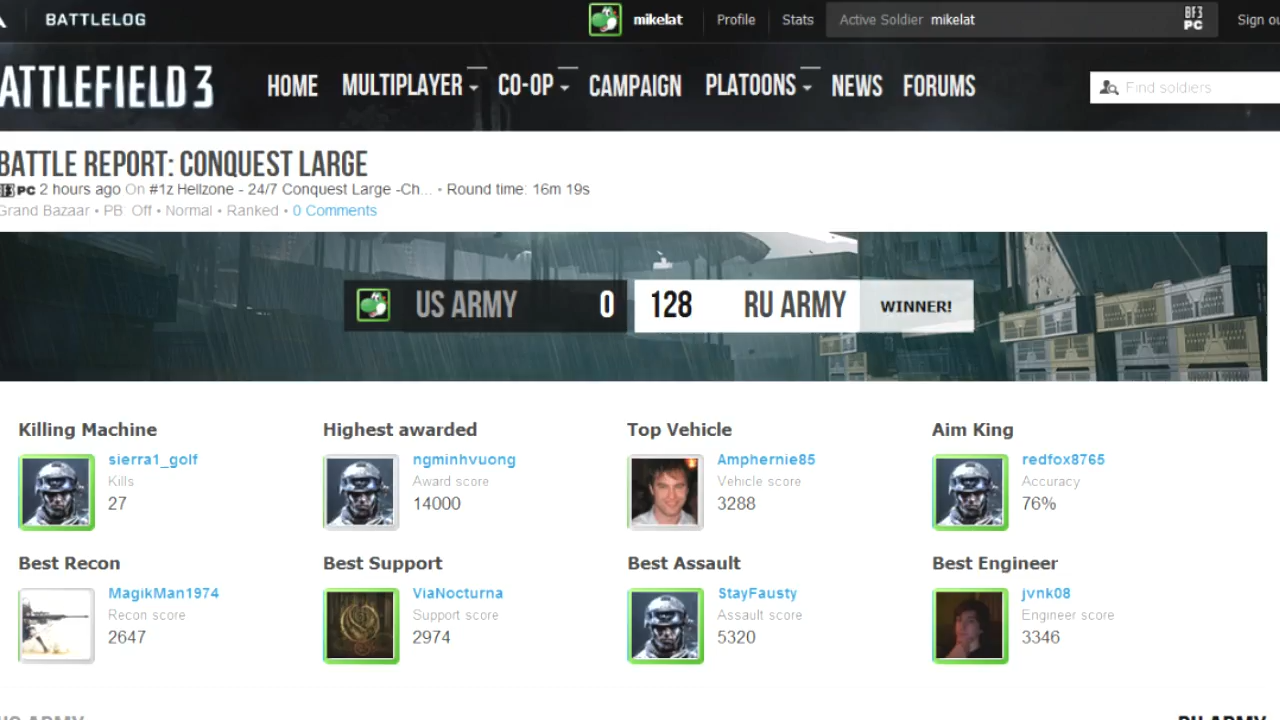 BATTLELOG
mikelat
Profile
Stats
Active Soldier mikelat
BF3 PC
Sign ou
ATTLEFIELD 3
HOME
MULTIPLAYER
CO-OP
CAMPAIGN
PLATOONS
NEWS
FORUMS
Find soldiers
BATTLE REPORT: CONQUEST LARGE
BF3 PC 2 hours ago On #1z Hellzone - 24/7 Conquest Large -Ch... • Round time: 16m 19s
Grand Bazaar • PB: Off • Normal • Ranked • 0 Comments
US ARMY 0 128 RU ARMY WINNER!
Killing Machine
sierra1_golf
Kills
27
Highest awarded
ngminhvuong
Award score
14000
Top Vehicle
Amphernie85
Vehicle score
3288
Aim King
redfox8765
Accuracy
76%
Best Recon
MagikMan1974
Recon score
2647
Best Support
ViaNocturna
Support score
2974
Best Assault
StayFausty
Assault score
5320
Best Engineer
jvnk08
Engineer score
3346
US ARMY
RU ARMY